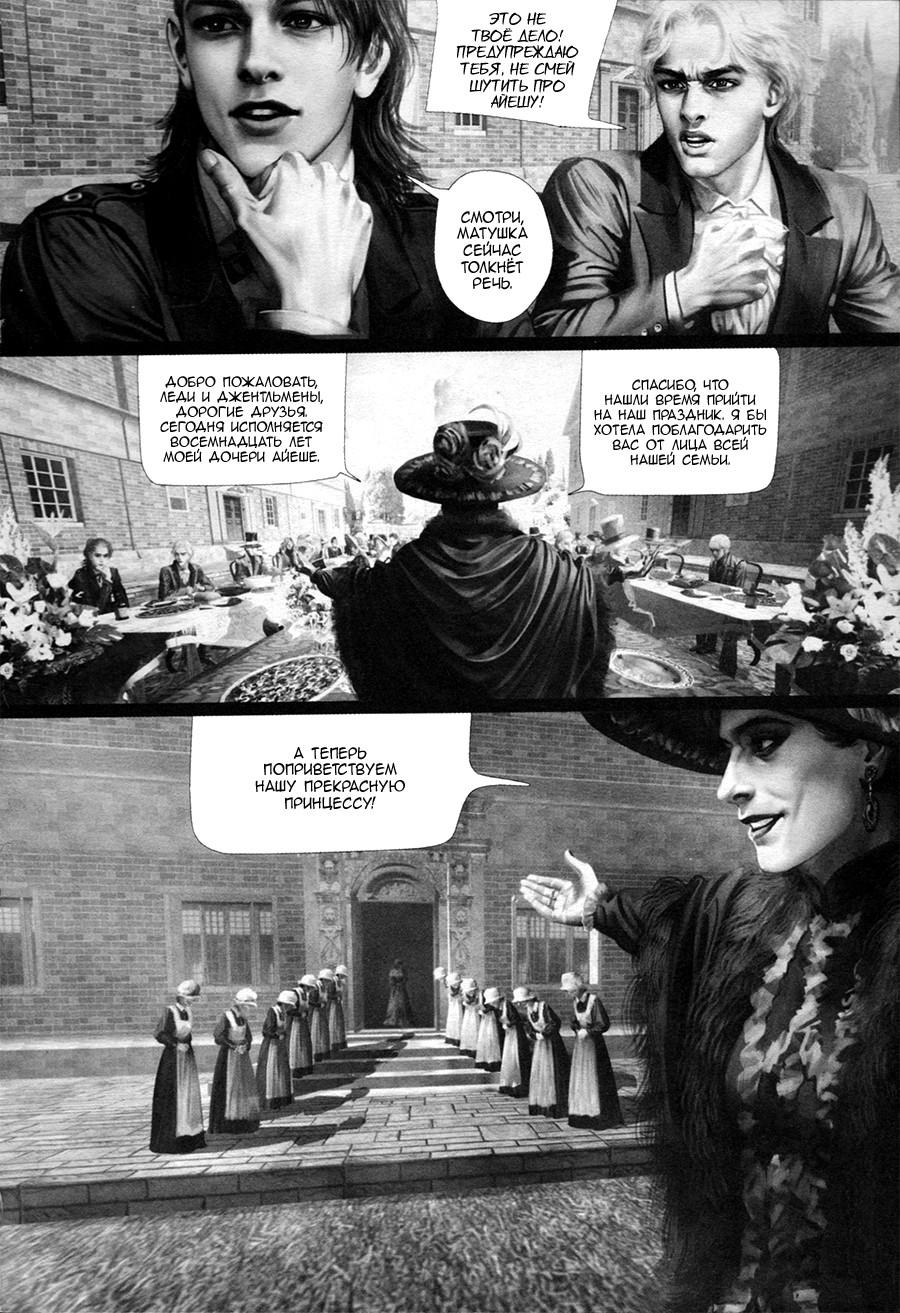 ЭТО НЕ
ТВОЁ ДЕЛО!
ПРЕДУПРЕЖДАЮ
ТЕБЯ, НЕ СМЕЙ
ШУТИТЬ ПРО
АЙЕШУ!
СМОТРИ,
МАТУШКА
СЕЙЧАС
ТОЛКНЁТ
РЕЧЬ.
ДОБРО ПОЖАЛОВАТЬ,
ЛЕДИ И ДЖЕНТЛЬМЕНЫ,
ДОРОГИЕ ДРУЗЬЯ.
СЕГОДНЯ ИСПОЛНЯЕТСЯ
ВОСЕМНАДЦАТЬ ЛЕТ
МОЕЙ ДОЧЕРИ АЙЕШЕ.
СПАСИБО, ЧТО
НАШЛИ ВРЕМЯ ПРИЙТИ
НА НАШ ПРАЗДНИК. Я БЫ
ХОТЕЛА ПОБЛАГОДАРИТЬ
ВАС ОТ ЛИЦА ВСЕЙ
НАШЕЙ СЕМЬИ.
А ТЕПЕРЬ
ПОПРИВЕТСТВУЕМ
НАШУ ПРЕКРАСНУЮ
ПРИНЦЕССУ!